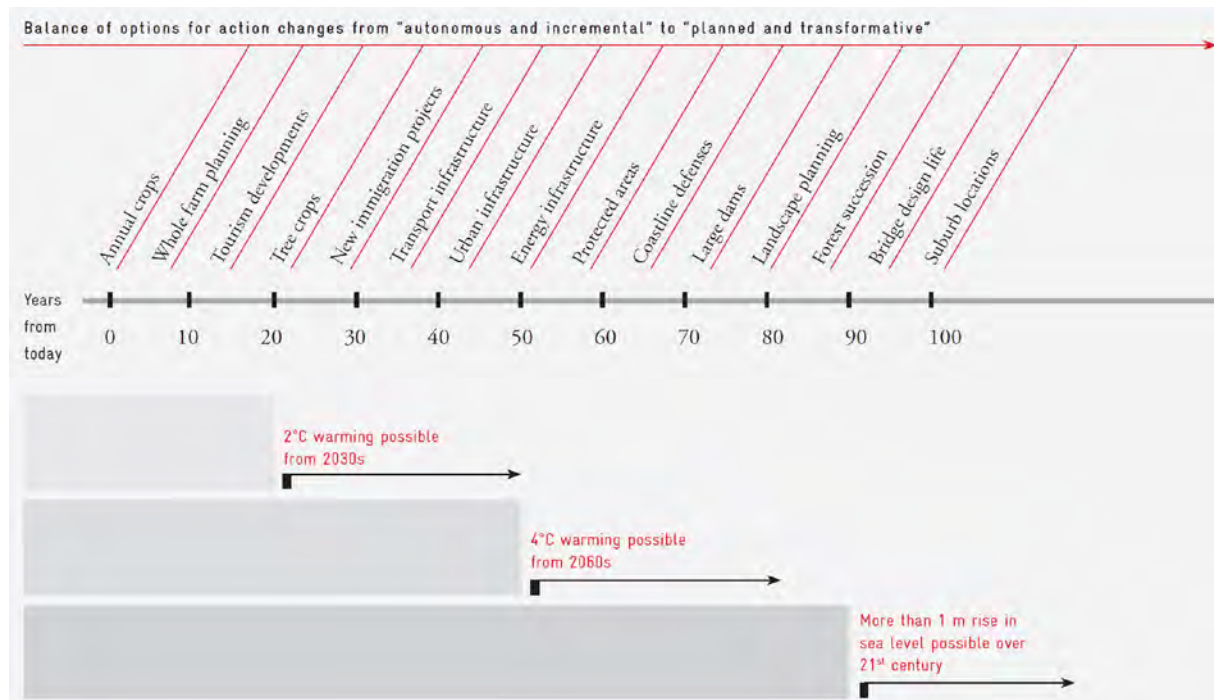 Balance of options for action changes from "autonomous and incremental" to "planned and transformative"
Annual crops
Whole farm planning
Tourism developments
Tree crops
New immigration projects
Transport infrastructure
Urban infrastructure
Energy infrastructure
Protected areas
Coastline defenses
Large dams
Landscape planning
Forest succession
Bridge design life
Suburb locations
Years
from
today
0 10 20 30 40 50 60 70 80 90 100
2°C warming possible
from 2030s
4°C warming possible
from 2060s
More than 1 m rise in
sea level possible over
21st century